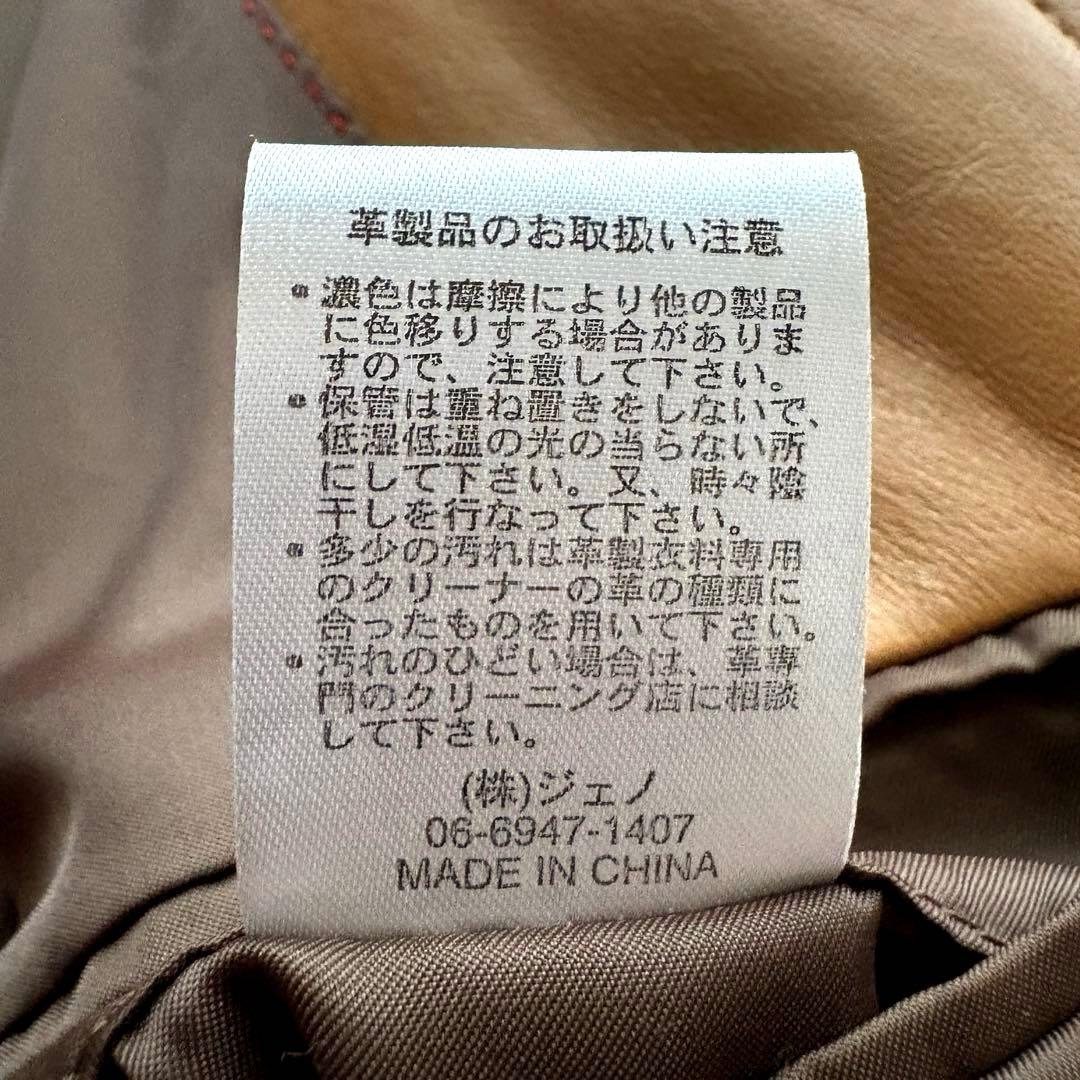 革製品のお取扱い注意
• 濃色は摩擦により他の製品
に色移りする場合がありま
すので、注意して下さい。
• 保管は重ね置きをしないで、
低湿低温の光の当らない所
にして下さい。又、時々陰
干しを行なって下さい。
• 多少の汚れは革製衣料専用
のクリーナーの革の種類に
合ったものを用いて下さい。
• 汚れのひどい場合は、革専
門のクリーニング店に相談
して下さい。
(株)ジェノ
06-6947-1407
MADE IN CHINA